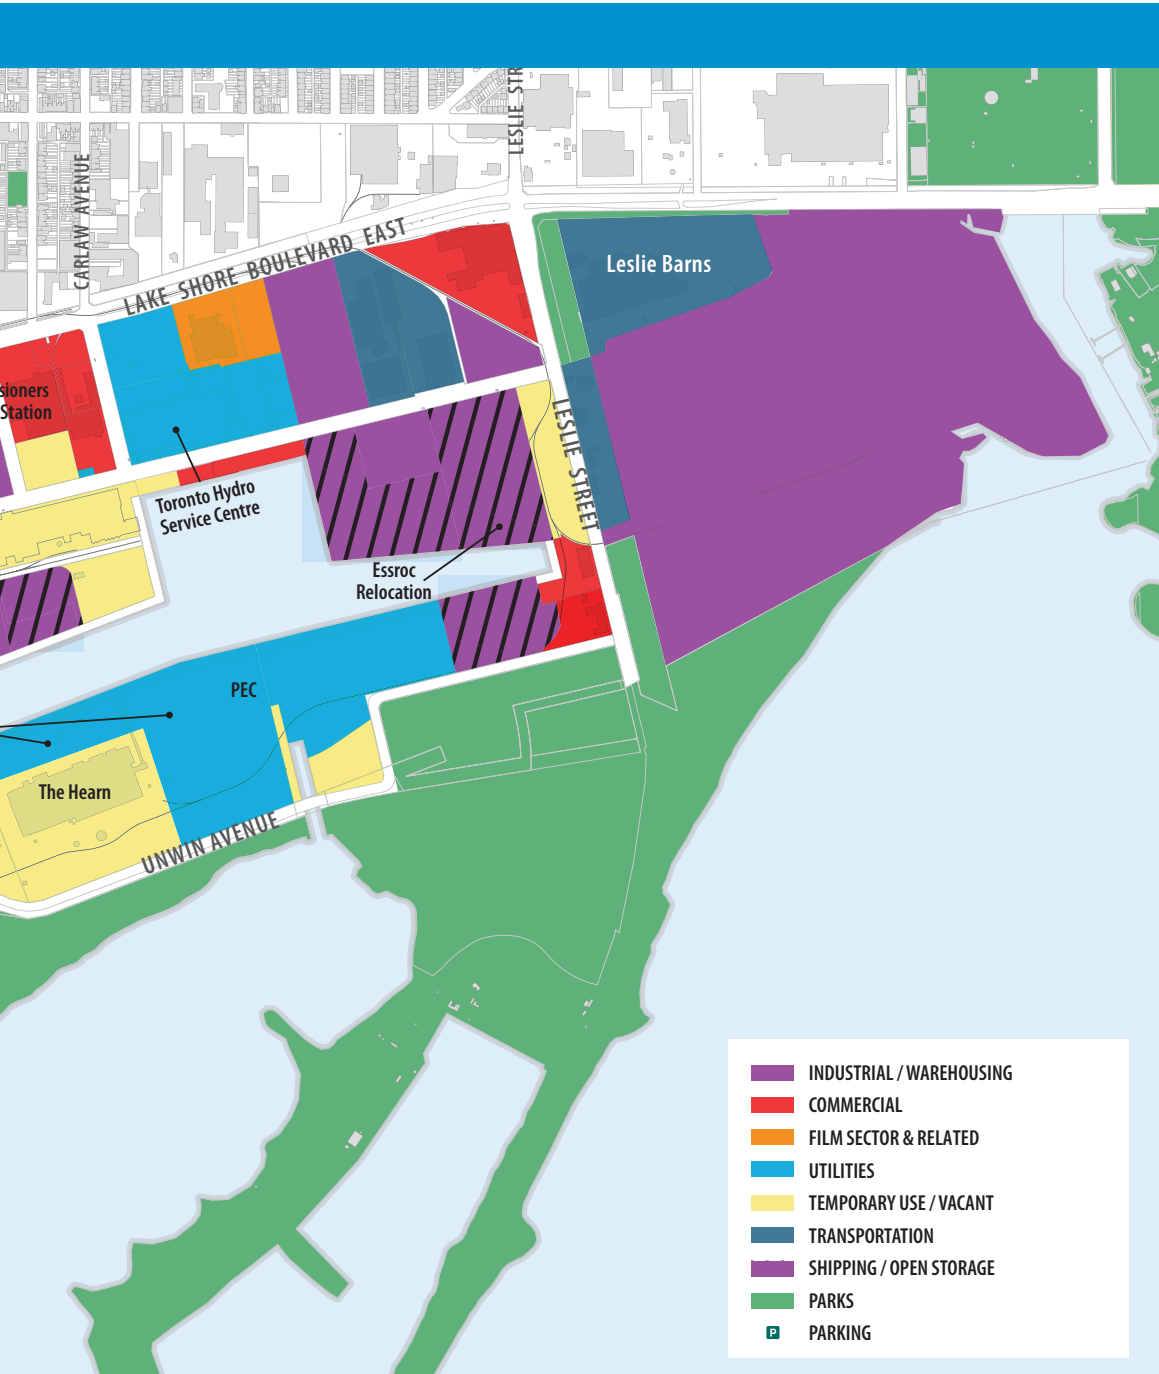 LESLIE STR
CARLAW AVENUE
LAKE SHORE BOULEVARD EAST
Leslie Barns
sioners
Station
LESLIE STREET
Toronto Hydro
Service Centre
Essroc
Relocation
PEC
The Hearn
UNWIN AVENUE
INDUSTRIAL / WAREHOUSING
COMMERCIAL
FILM SECTOR & RELATED
UTILITIES
TEMPORARY USE / VACANT
TRANSPORTATION
SHIPPING / OPEN STORAGE
PARKS
P PARKING